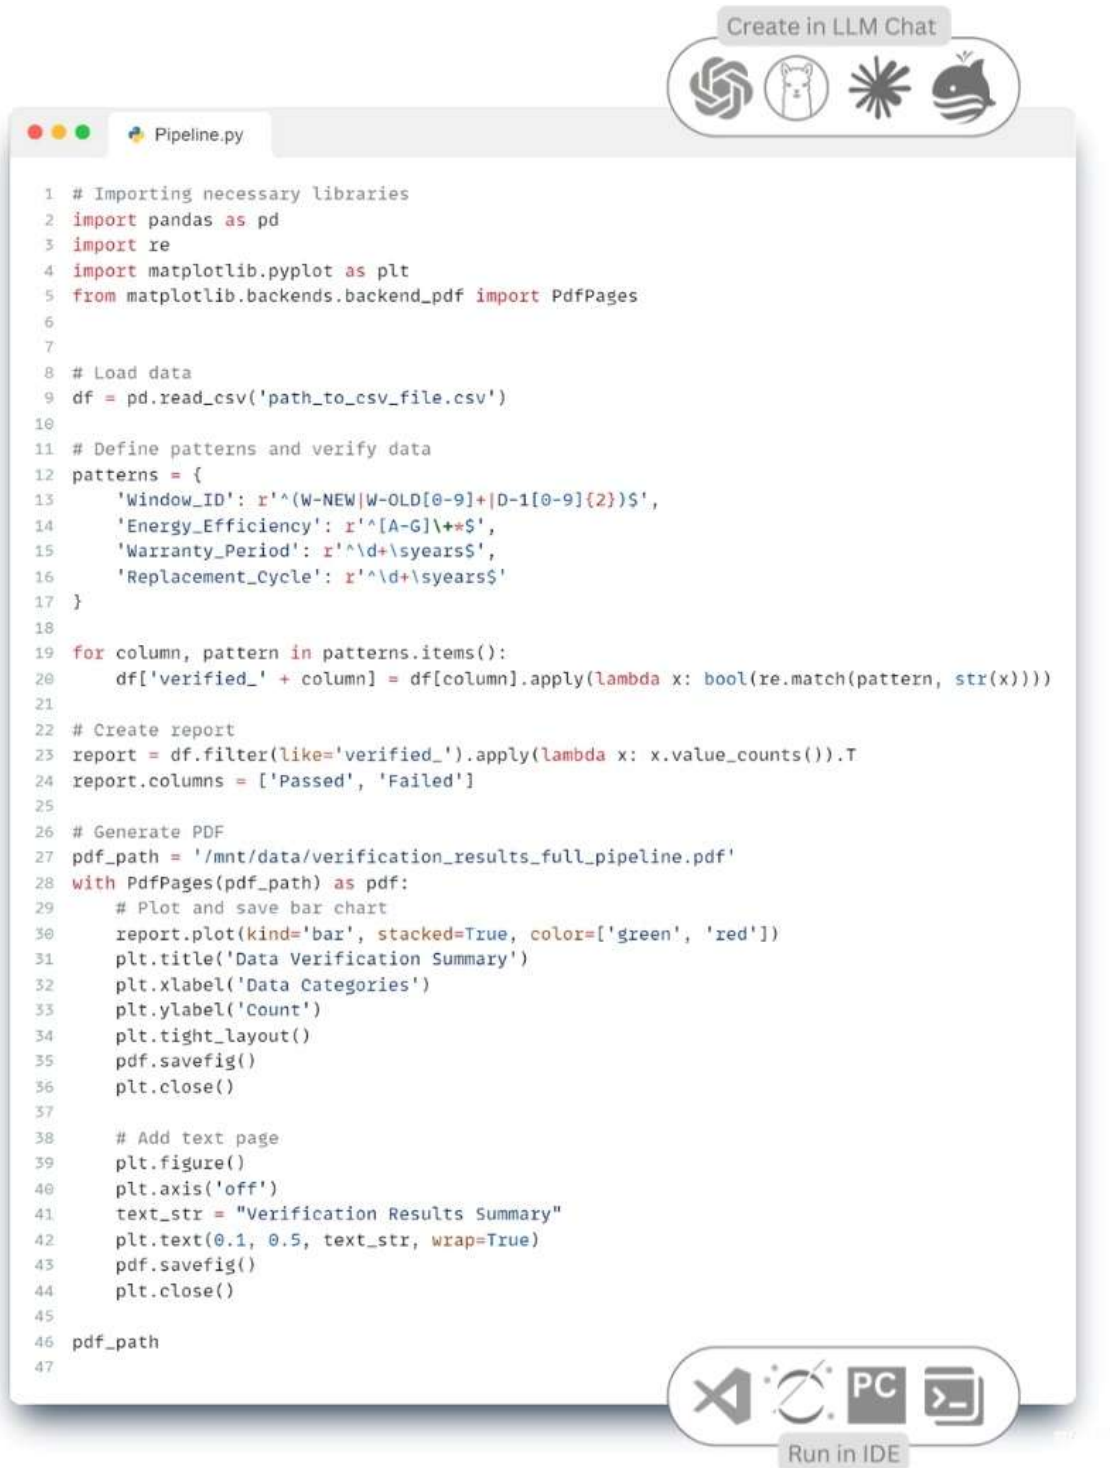 Create in LLM Chat
Pipeline.py
1 # Importing necessary libraries
2 import pandas as pd
3 import re
4 import matplotlib.pyplot as plt
5 from matplotlib.backends.backend_pdf import PdfPages
6
7
8 # Load data
9 df = pd.read_csv('path_to_csv_file.csv')
10
11 # Define patterns and verify data
12 patterns = {
13     'Window_ID': r'^(W-NEW|W-OLD[0-9]+|D-1[0-9]{2})$',
14     'Energy_Efficiency': r'^[A-G]\+*$',
15     'Warranty_Period': r'^\d+\syears$',
16     'Replacement_Cycle': r'^\d+\syears$'
17 }
18
19 for column, pattern in patterns.items():
20     df['verified_' + column] = df[column].apply(lambda x: bool(re.match(pattern, str(x))))
21
22 # Create report
23 report = df.filter(like='verified_').apply(lambda x: x.value_counts()).T
24 report.columns = ['Passed', 'Failed']
25
26 # Generate PDF
27 pdf_path = '/mnt/data/verification_results_full_pipeline.pdf'
28 with PdfPages(pdf_path) as pdf:
29     # Plot and save bar chart
30     report.plot(kind='bar', stacked=True, color=['green', 'red'])
31     plt.title('Data Verification Summary')
32     plt.xlabel('Data Categories')
33     plt.ylabel('Count')
34     plt.tight_layout()
35     pdf.savefig()
36     plt.close()
37
38     # Add text page
39     plt.figure()
40     plt.axis('off')
41     text_str = "Verification Results Summary"
42     plt.text(0.1, 0.5, text_str, wrap=True)
43     pdf.savefig()
44     plt.close()
45
46 pdf_path
47
PC
Run in IDE